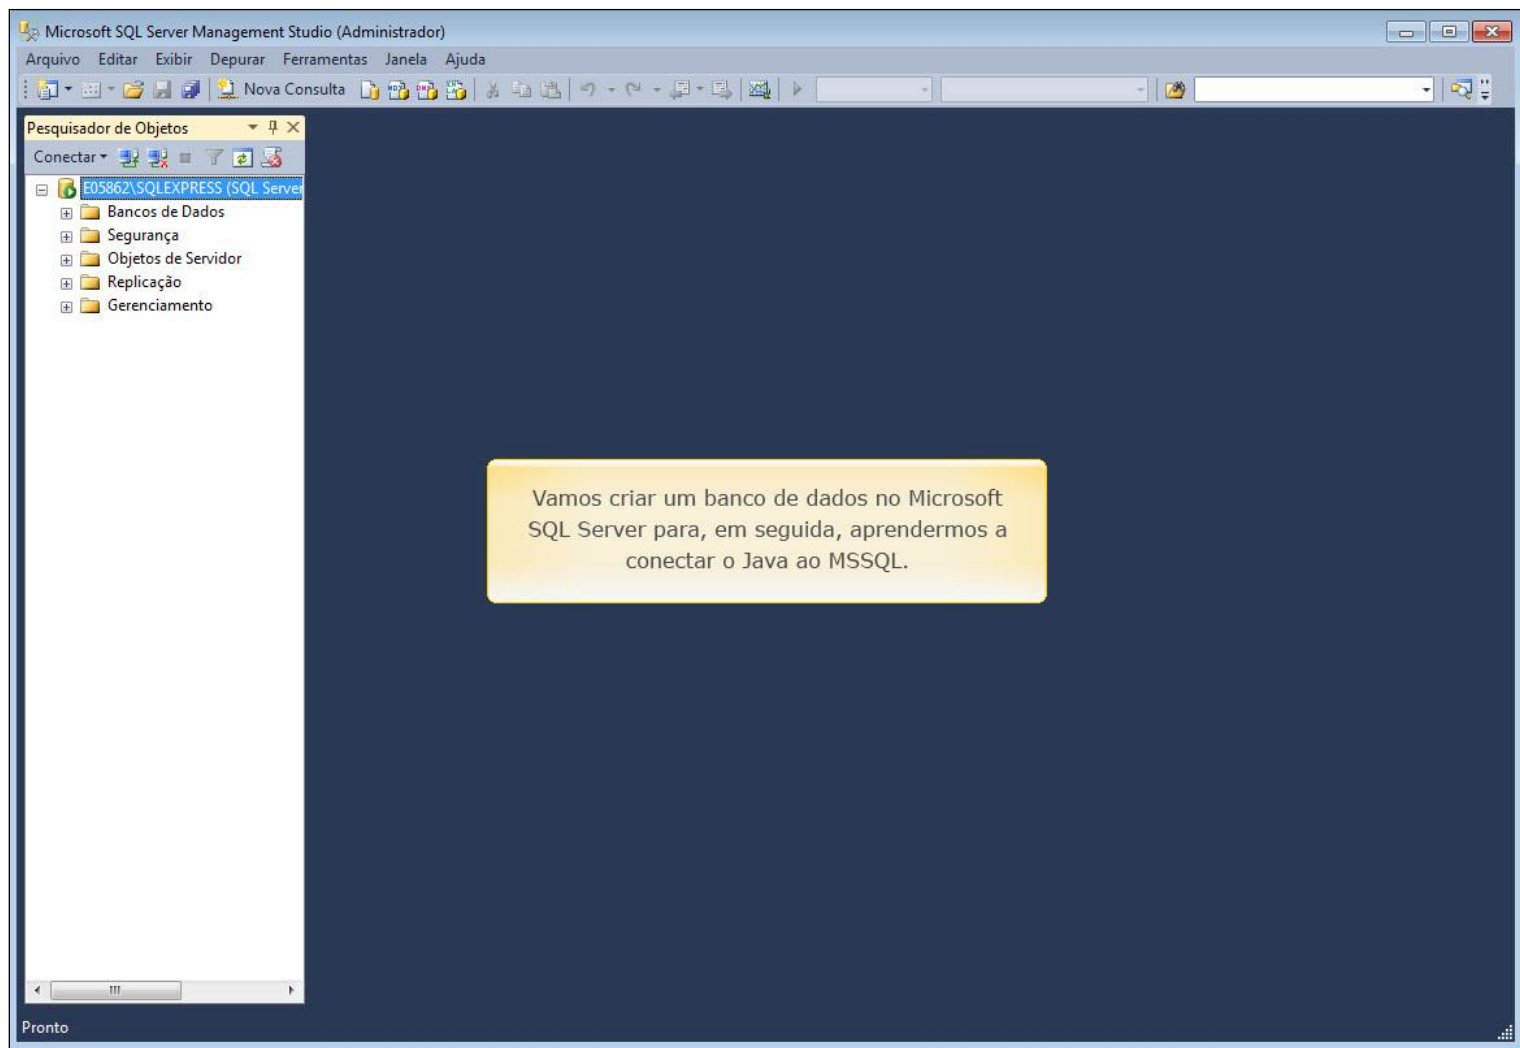 Microsoft SQL Server Management Studio (Administrador)
Arquivo Editar Exibir Depurar Ferramentas Janela Ajuda
Nova Consulta
Pesquisador de Objetos
Conectar
E05862\SQLEXPRESS (SQL Server
Bancos de Dados
Segurança
Objetos de Servidor
Replicação
Gerenciamento
Vamos criar um banco de dados no Microsoft
SQL Server para, em seguida, aprendermos a
conectar o Java ao MSSQL.
Pronto